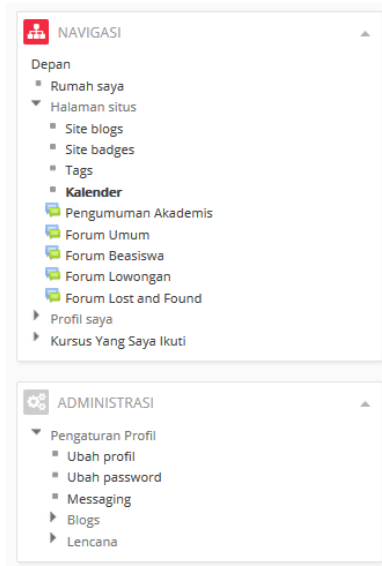 NAVIGASI
Depan
Rumah saya
Halaman situs
Site blogs
Site badges
Tags
Kalender
Pengumuman Akademis
Forum Umum
Forum Beasiswa
Forum Lowongan
Forum Lost and Found
Profil saya
Kursus Yang Saya Ikuti
ADMINISTRASI
Pengaturan Profil
Ubah profil
Ubah password
Messaging
Blogs
Lencana